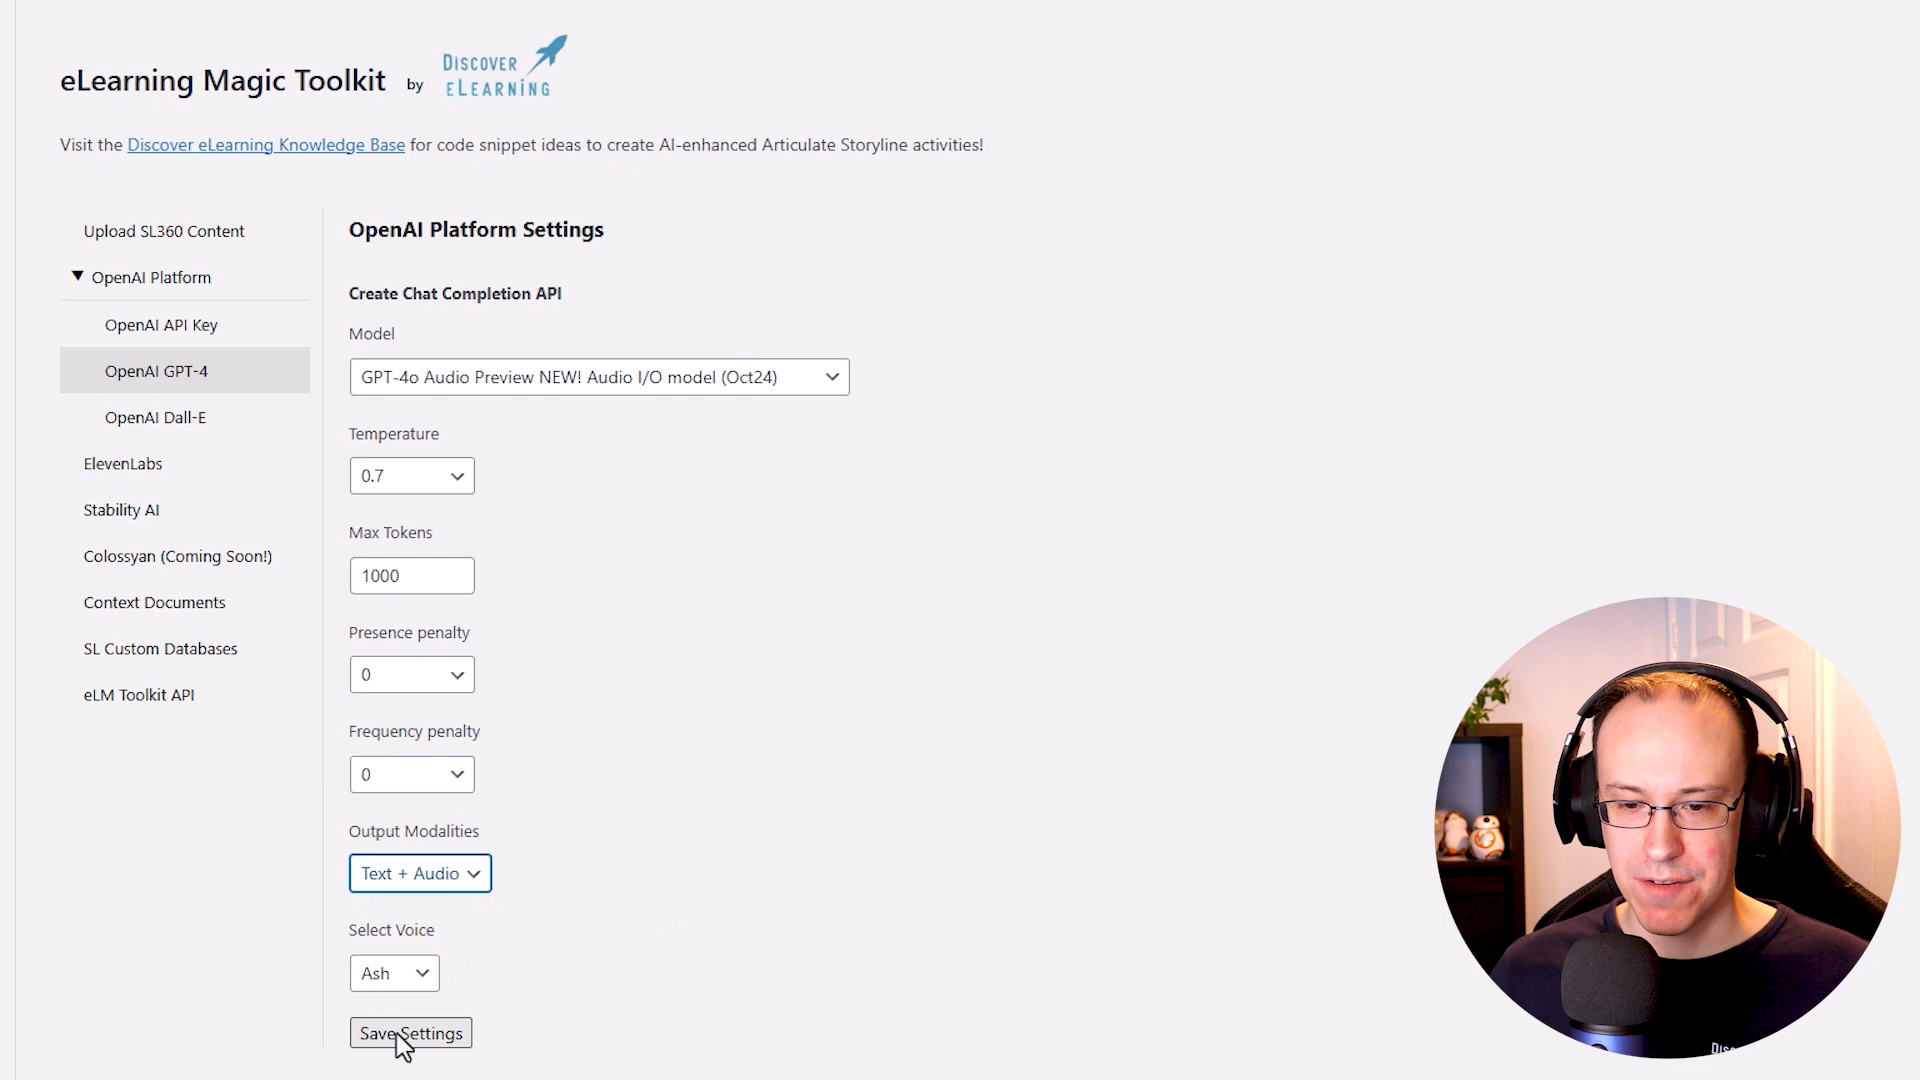 eLearning Magic Toolkit by DISCOVER eLEARNING
Visit the Discover eLearning Knowledge Base for code snippet ideas to create AI-enhanced Articulate Storyline activities!
Upload SL360 Content
OpenAI Platform
OpenAI API Key
OpenAI GPT-4
OpenAI Dall-E
ElevenLabs
Stability AI
Colossyan (Coming Soon!)
Context Documents
SL Custom Databases
eLM Toolkit API
OpenAI Platform Settings
Create Chat Completion API
Model
GPT-4o Audio Preview NEW! Audio I/O model (Oct24)
Temperature
0.7
Max Tokens
1000
Presence penalty
0
Frequency penalty
0
Output Modalities
Text + Audio
Select Voice
Ash
Save Settings